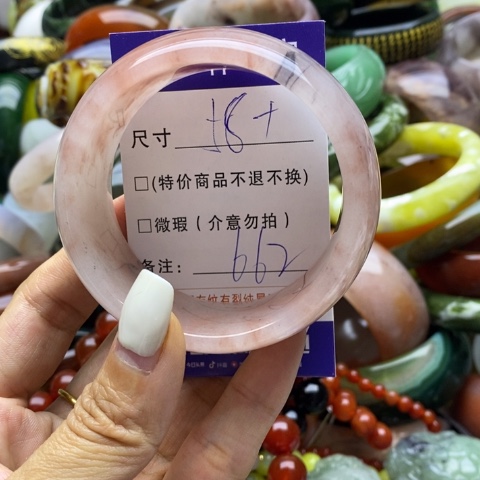 尺寸 58+
□(特价商品不退不换)
□微瑕(介意勿拍)
备注: 662